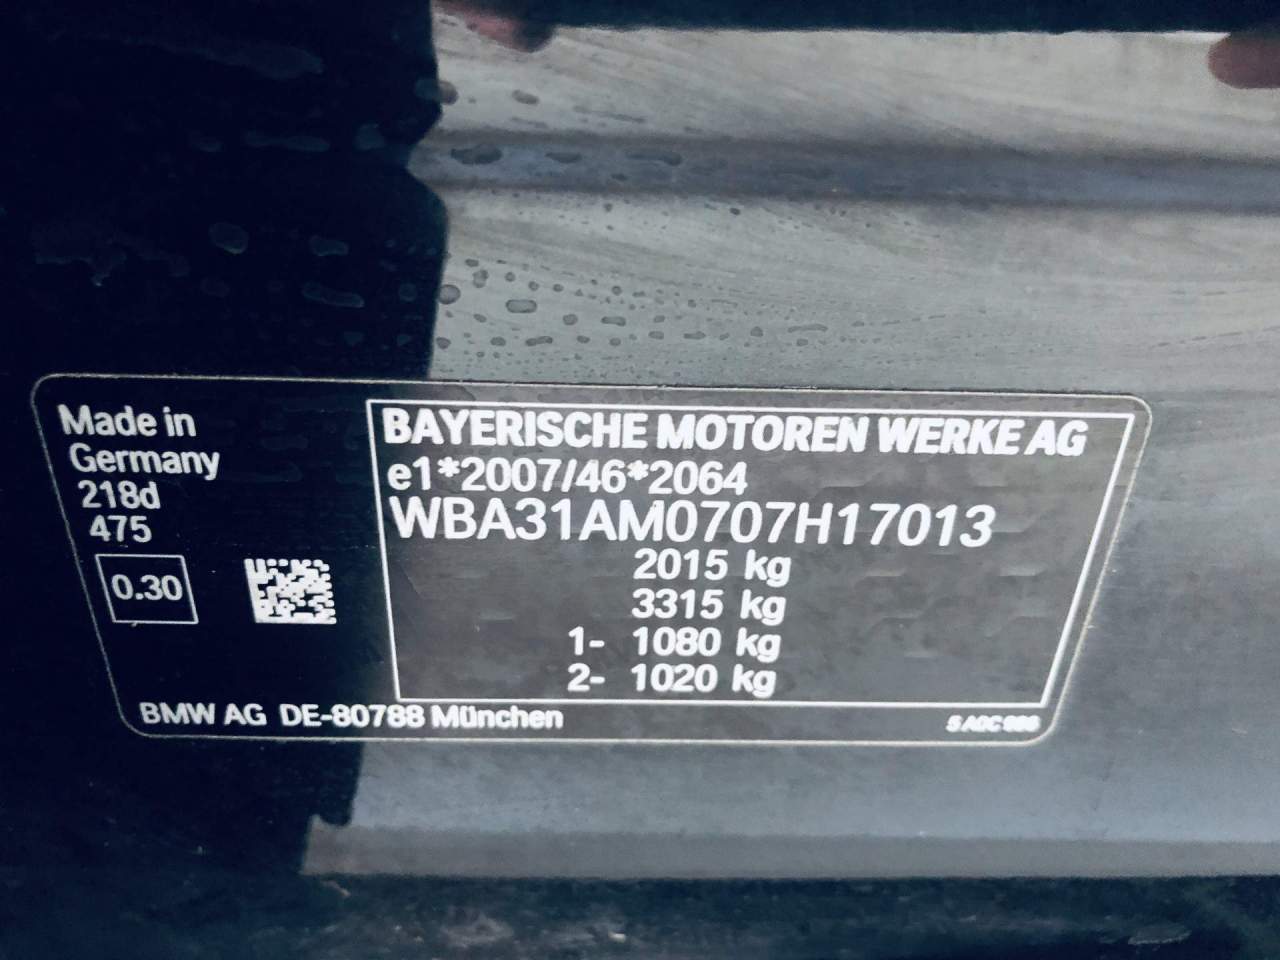 Made in
Germany
218d
475
0.30
BAYERISCHE MOTOREN WERKE AG
e1*2007/46*2064
WBA31AM0707H17013
2015 kg
3315 kg
1- 1080 kg
2- 1020 kg
BMW AG DE-80788 München